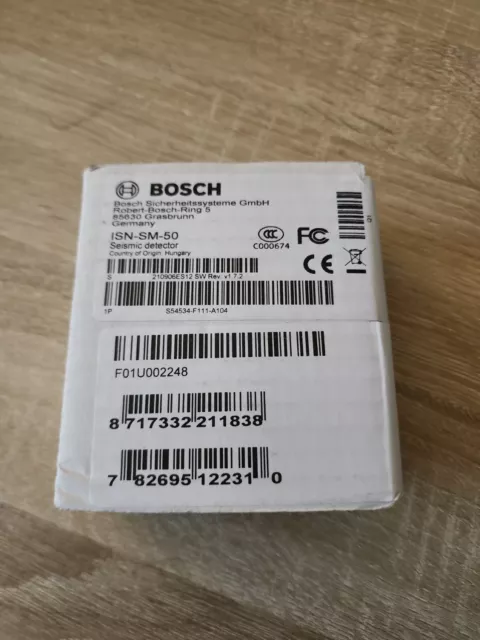 BOSCH
Bosch Sicherheitssysteme GmbH
Robert-Bosch-Ring 5
85630 Grasbrunn
Germany
ISN-SM-50
Seismic detector
Country of Origin Hungary
CCC
C000674
FC
CE
S 210906ES12 SW Rev. v1.7.2
1P S54534-F111-A104
F01U002248
8 717332 211838
7 82695 12231 0